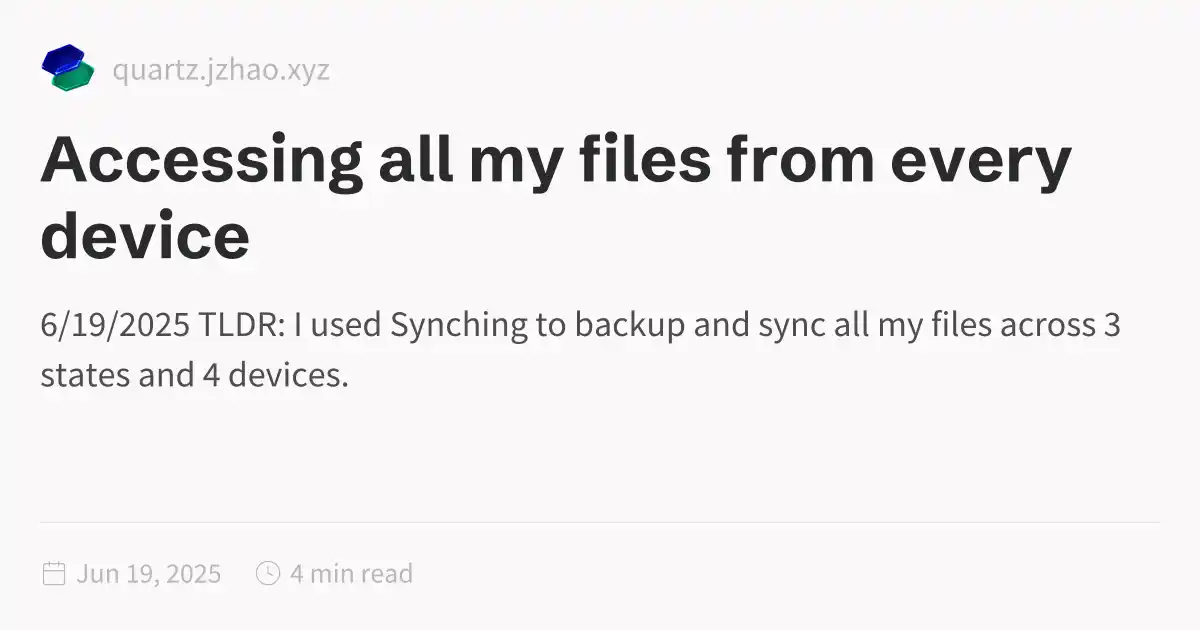 quartz.jzhao.xyz
Accessing all my files from every
device
6/19/2025 TLDR: I used Synching to backup and sync all my files across 3
states and 4 devices.
Jun 19, 2025 4 min read